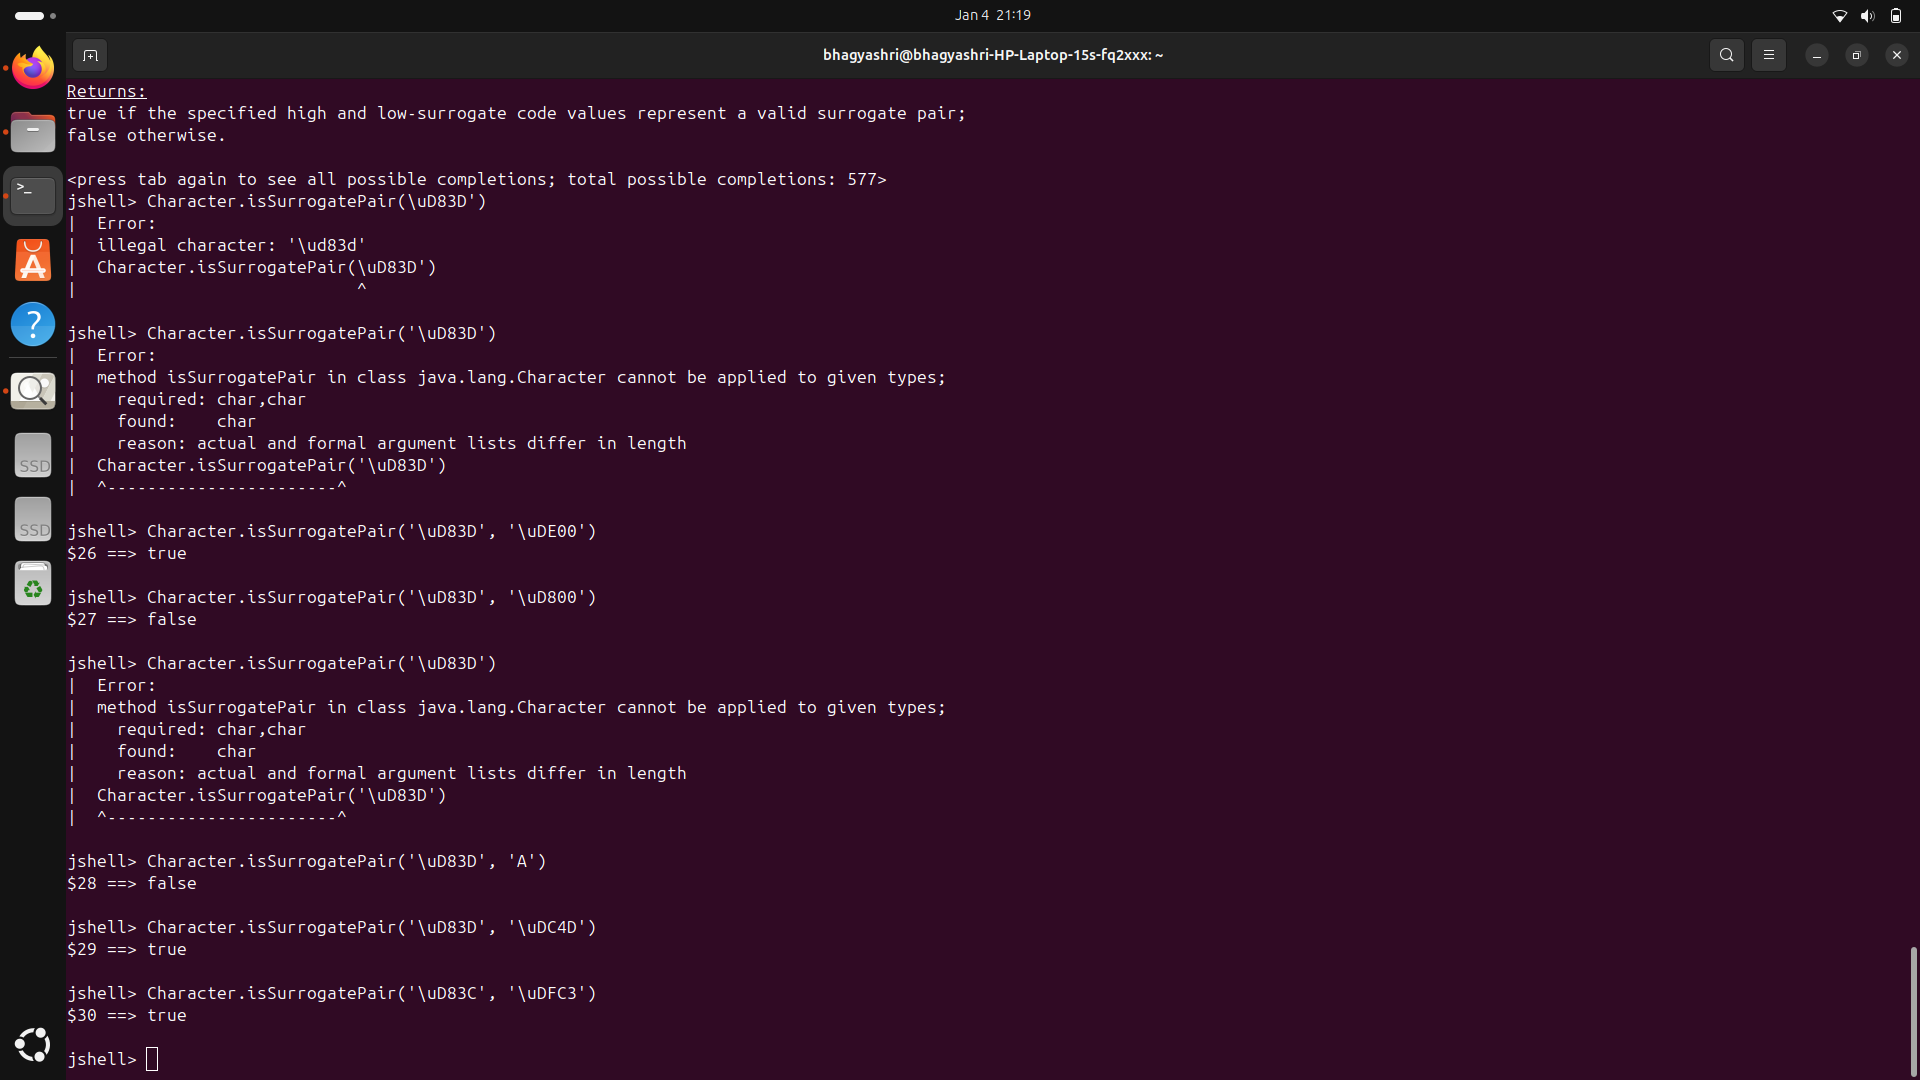 Jan 4 21:19
bhagyashri@bhagyashri-HP-Laptop-15s-fq2xxx: ~
Returns:
true if the specified high and low-surrogate code values represent a valid surrogate pair;
false otherwise.
<press tab again to see all possible completions; total possible completions: 577>
jshell> Character.isSurrogatePair(\uD83D')
|  Error:
|  illegal character: '\ud83d'
|  Character.isSurrogatePair(\uD83D')
|                            ^
jshell> Character.isSurrogatePair('\uD83D')
|  Error:
|  method isSurrogatePair in class java.lang.Character cannot be applied to given types;
|    required: char,char
|    found:    char
|    reason: actual and formal argument lists differ in length
|  Character.isSurrogatePair('\uD83D')
|  ^-----------------------^
jshell> Character.isSurrogatePair('\uD83D', '\uDE00')
$26 ==> true
jshell> Character.isSurrogatePair('\uD83D', '\uD800')
$27 ==> false
jshell> Character.isSurrogatePair('\uD83D')
|  Error:
|  method isSurrogatePair in class java.lang.Character cannot be applied to given types;
|    required: char,char
|    found:    char
|    reason: actual and formal argument lists differ in length
|  Character.isSurrogatePair('\uD83D')
|  ^-----------------------^
jshell> Character.isSurrogatePair('\uD83D', 'A')
$28 ==> false
jshell> Character.isSurrogatePair('\uD83D', '\uDC4D')
$29 ==> true
jshell> Character.isSurrogatePair('\uD83C', '\uDFC3')
$30 ==> true
jshell>
>_
A
?
SSD
SSD